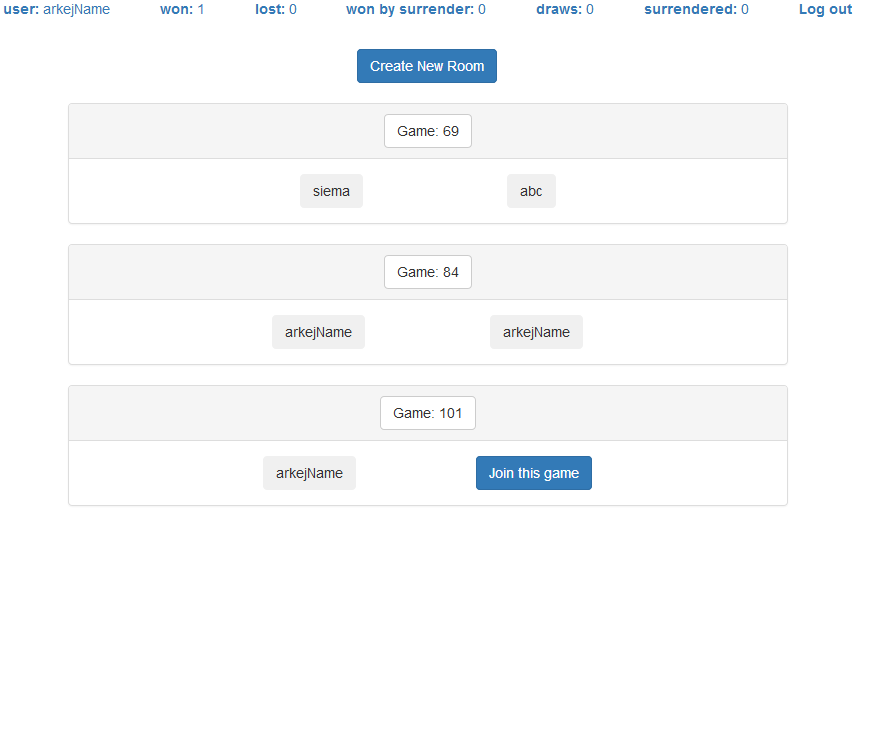 user: arkejName won: 1 lost: 0 won by surrender: 0 draws: 0 surrendered: 0 Log out
Create New Room
Game: 69
siema abc
Game: 84
arkejName arkejName
Game: 101
arkejName Join this game